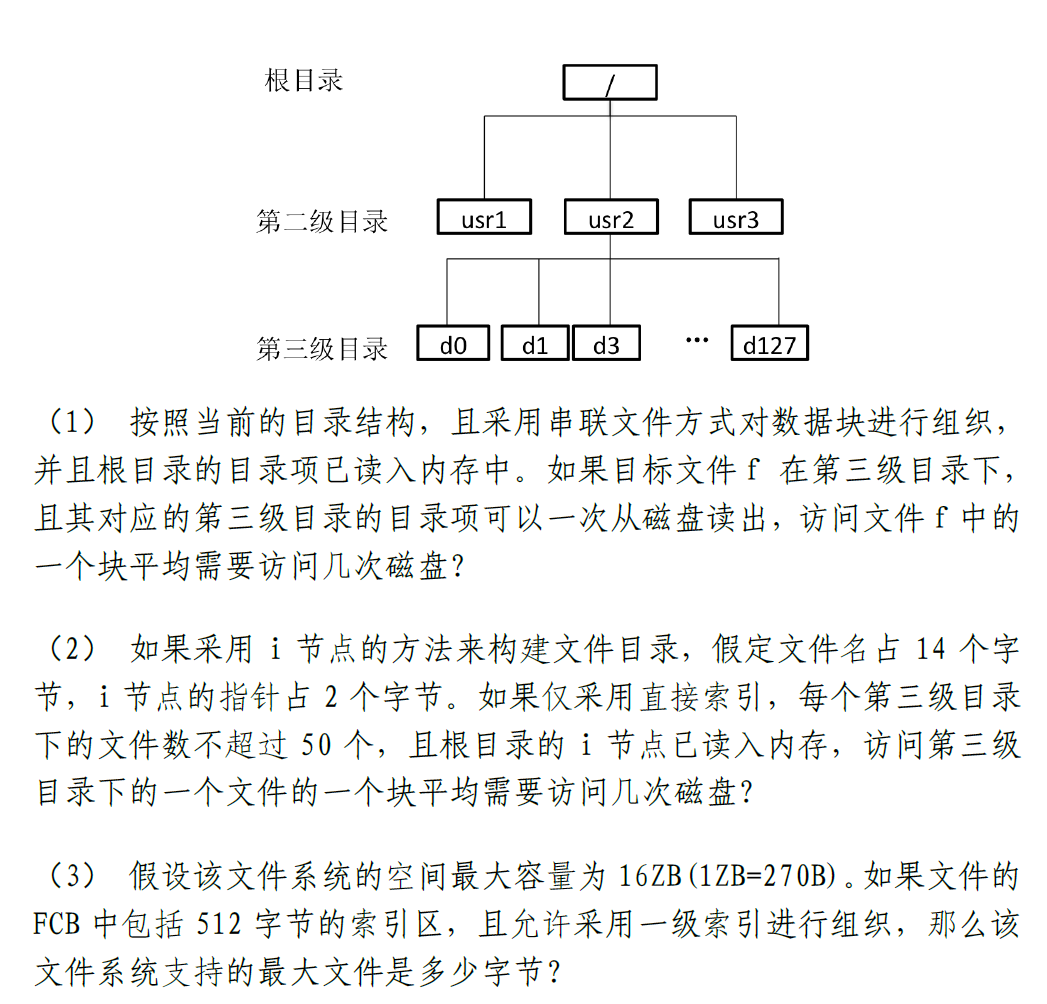 根目录 /
第二级目录 usr1 usr2 usr3
第三级目录 d0 d1 d3 ... d127
（1） 按照当前的目录结构，且采用串联文件方式对数据块进行组织，
并且根目录的目录项已读入内存中。如果目标文件 f 在第三级目录下，
且其对应的第三级目录的目录项可以一次从磁盘读出，访问文件 f 中的
一个块平均需要访问几次磁盘？
（2） 如果采用 i 节点的方法来构建文件目录，假定文件名占 14 个字
节，i 节点的指针占 2 个字节。如果仅采用直接索引，每个第三级目录
下的文件数不超过 50 个，且根目录的 i 节点已读入内存，访问第三级
目录下的一个文件的一个块平均需要访问几次磁盘？
（3） 假设该文件系统的空间最大容量为 16ZB(1ZB=270B)。如果文件的
FCB 中包括 512 字节的索引区，且允许采用一级索引进行组织，那么该
文件系统支持的最大文件是多少字节？